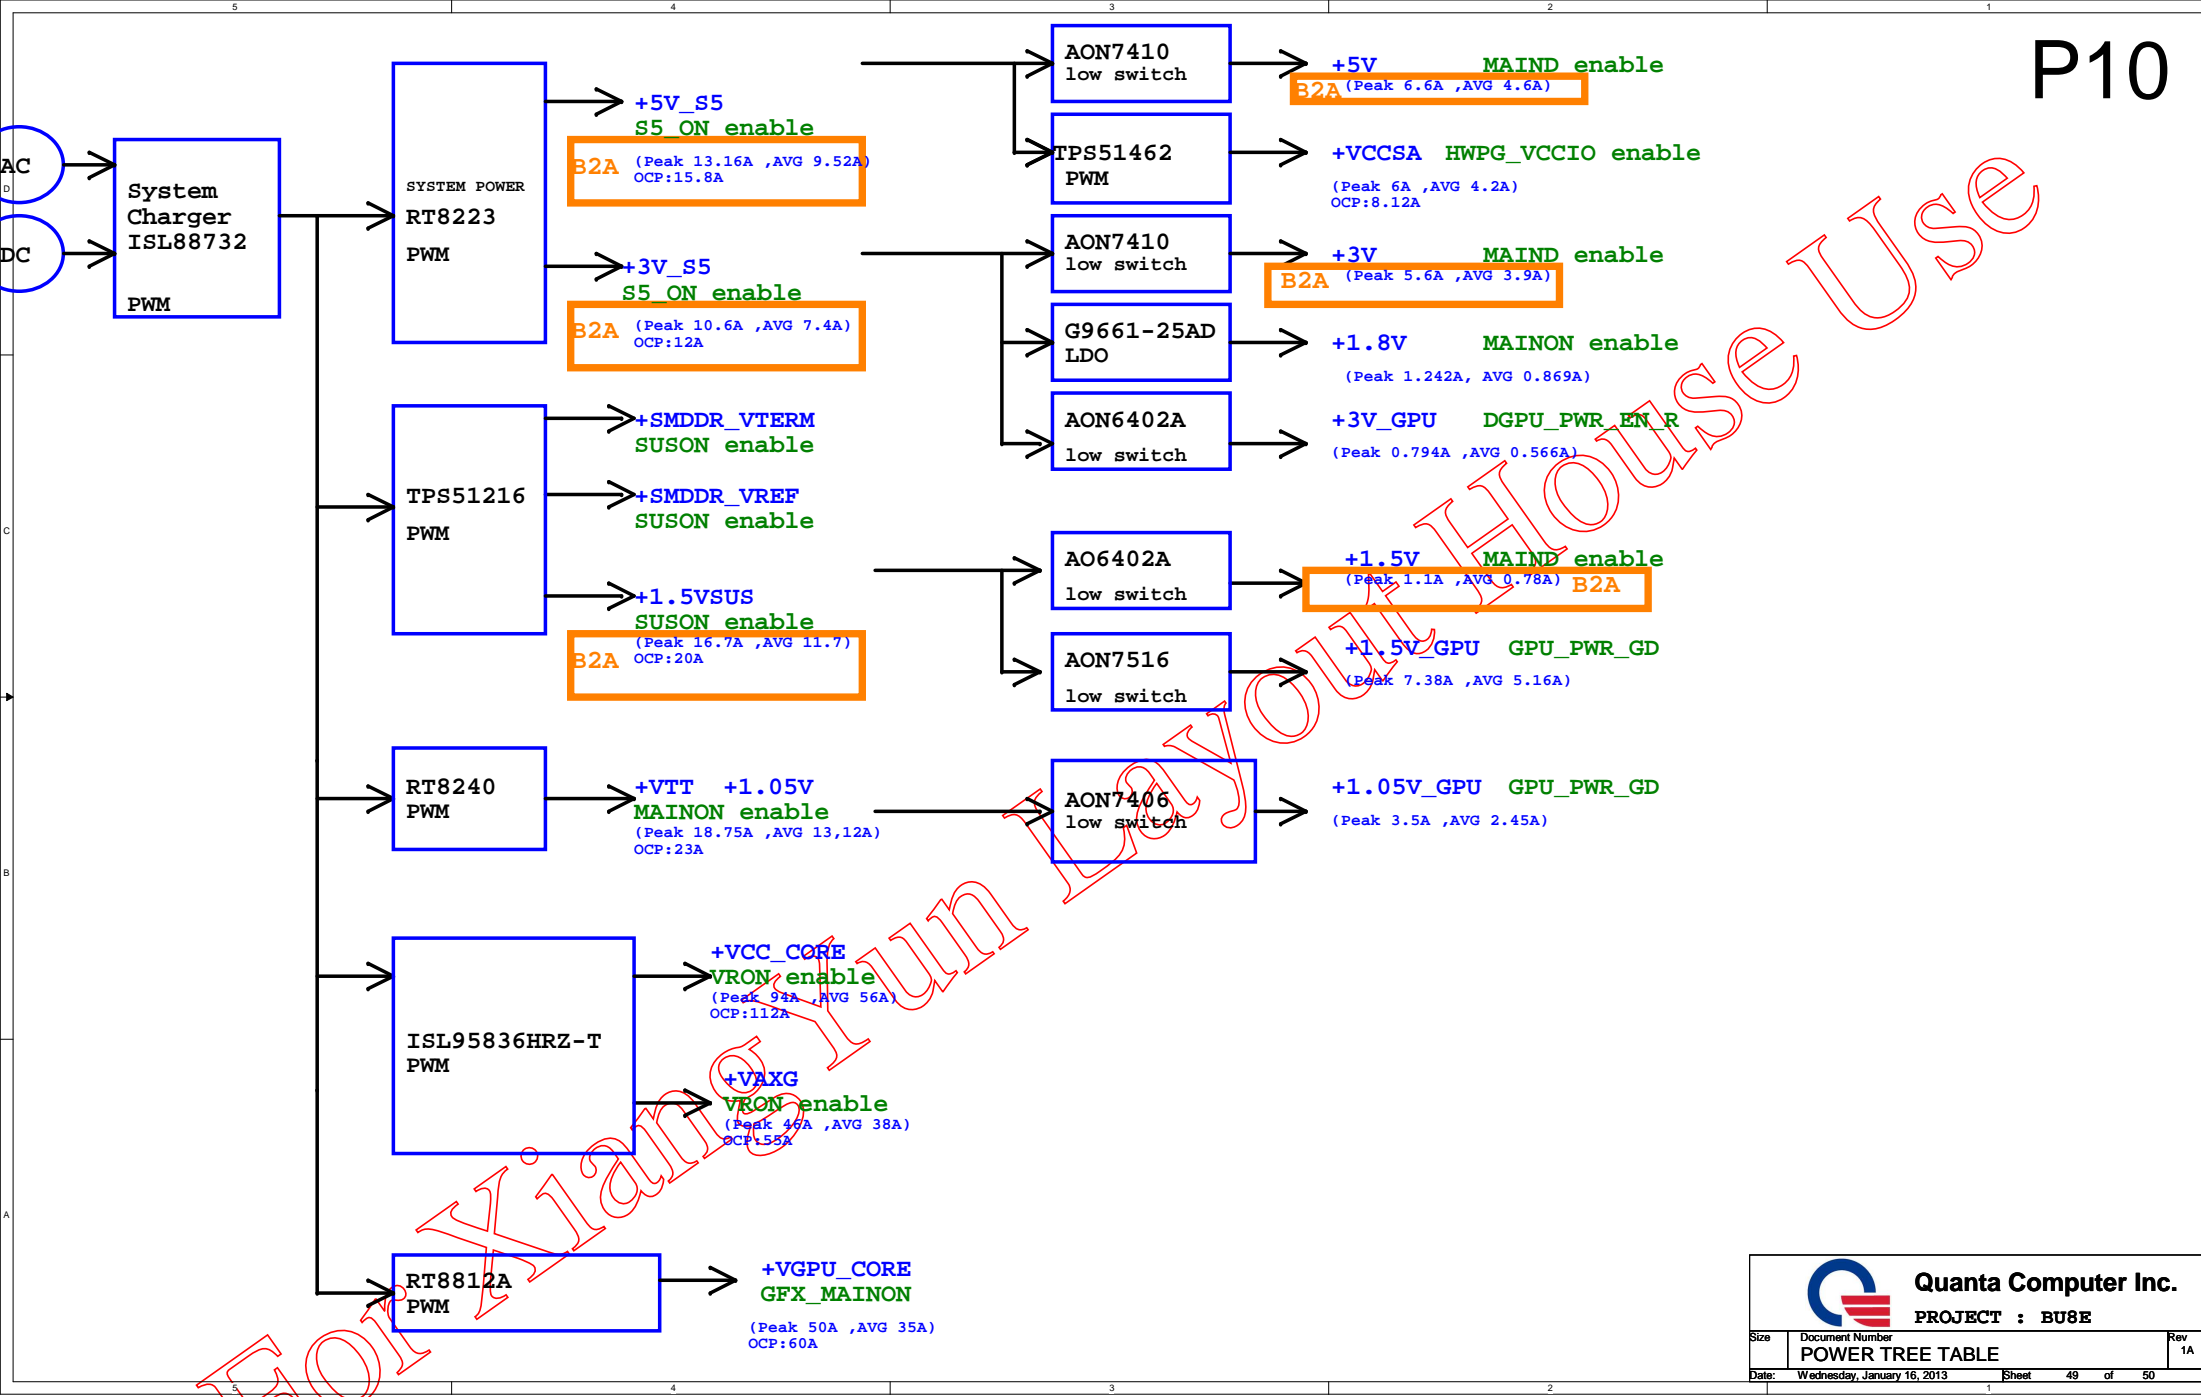 5 4 3 2 1
P10
AC
DC
System
Charger
ISL88732
PWM
SYSTEM POWER
RT8223
PWM
+5V_S5
S5_ON enable
B2A (Peak 13.16A ,AVG 9.52A)
OCP:15.8A
+3V_S5
S5_ON enable
B2A (Peak 10.6A ,AVG 7.4A)
OCP:12A
AON7410
low switch
+5V MAIND enable
B2A (Peak 6.6A ,AVG 4.6A)
TPS51462
PWM
+VCCSA HWPG_VCCIO enable
(Peak 6A ,AVG 4.2A)
OCP:8.12A
AON7410
low switch
+3V MAIND enable
B2A (Peak 5.6A ,AVG 3.9A)
G9661-25AD
LDO
+1.8V MAINON enable
(Peak 1.242A, AVG 0.869A)
AON6402A
low switch
+3V_GPU DGPU_PWR_EN_R
(Peak 0.794A ,AVG 0.566A)
TPS51216
PWM
+SMDDR_VTERM
SUSON enable
+SMDDR_VREF
SUSON enable
+1.5VSUS
SUSON enable
B2A (Peak 16.7A ,AVG 11.7)
OCP:20A
AO6402A
low switch
+1.5V MAIND enable
(Peak 1.1A ,AVG 0.78A) B2A
AON7516
low switch
+1.5V_GPU GPU_PWR_GD
(Peak 7.38A ,AVG 5.16A)
RT8240
PWM
+VTT +1.05V
MAINON enable
(Peak 18.75A ,AVG 13,12A)
OCP:23A
AON7406
low switch
+1.05V_GPU GPU_PWR_GD
(Peak 3.5A ,AVG 2.45A)
ISL95836HRZ-T
PWM
+VCC_CORE
VRON enable
(Peak 94A ,AVG 56A)
OCP:112A
+VAXG
VRON enable
(Peak 46A ,AVG 38A)
OCP:55A
RT8812A
PWM
+VGPU_CORE
GFX_MAINON
(Peak 50A ,AVG 35A)
OCP:60A
For XiangYun Layout House Use
D
C
B
A
Quanta Computer Inc.
PROJECT : BU8E
Size Document Number Rev
POWER TREE TABLE 1A
Date: Wednesday, January 16, 2013 Sheet 49 of 50
5 4 3 2 1